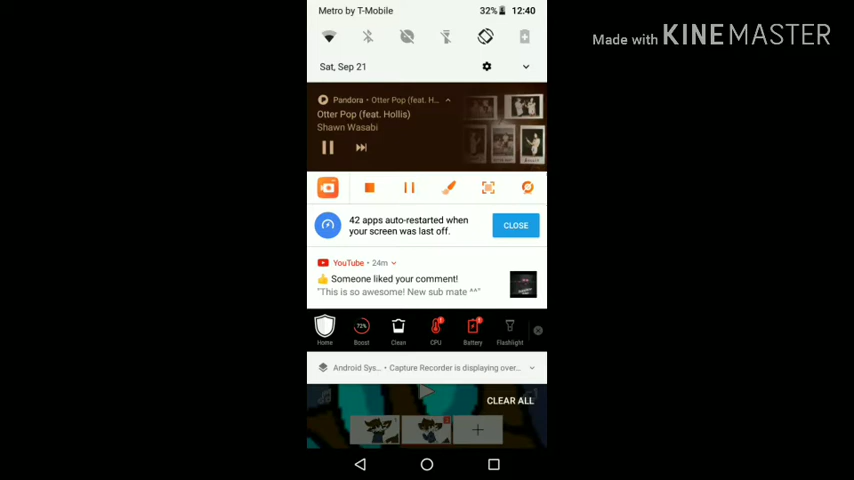 Metro by T-Mobile 32% 12:40
Made with KINEMASTER
Sat, Sep 21
Pandora • Otter Pop (feat. H...
Otter Pop (feat. Hollis)
Shawn Wasabi
42 apps auto-restarted when
your screen was last off.
CLOSE
YouTube • 24m
Someone liked your comment!
"This is so awesome! New sub mate ^^"
72%
Home Boost Clean CPU Battery Flashlight
Android Sys... • Capture Recorder is displaying over...
CLEAR ALL